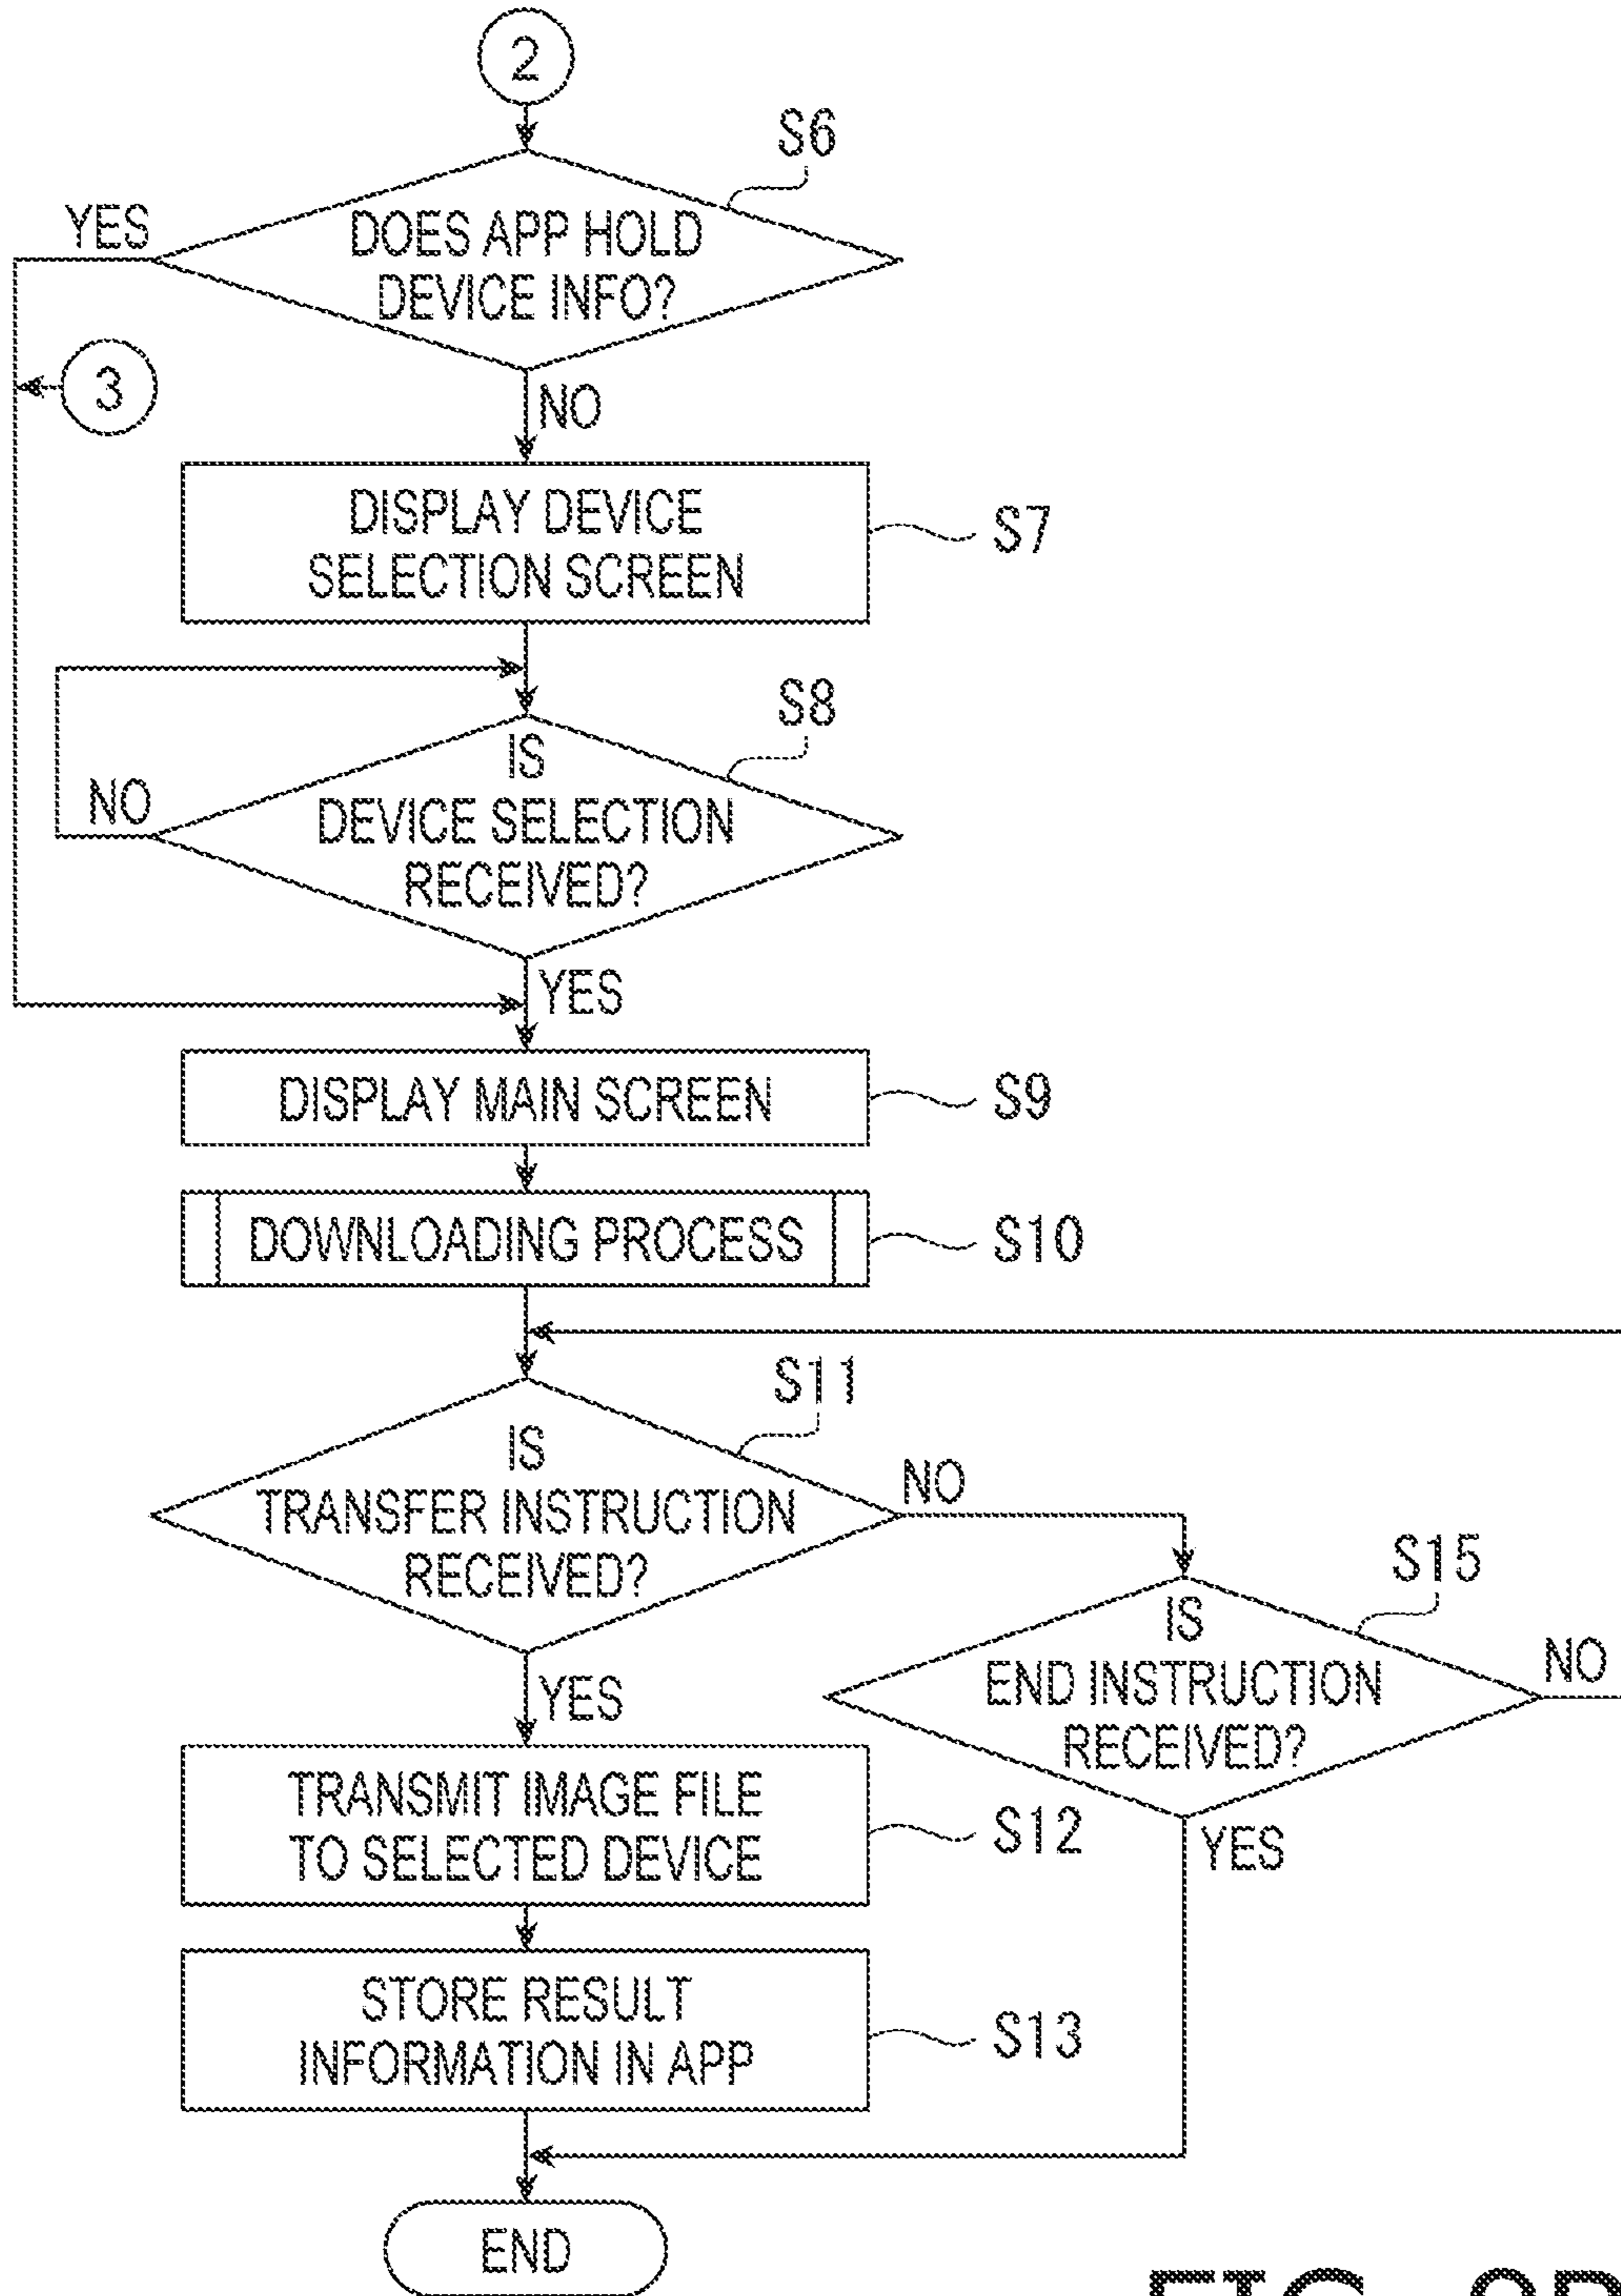 2
S6
YES
DOES APP HOLD
DEVICE INFO?
3
NO
DISPLAY DEVICE
SELECTION SCREEN
S7
S8
NO
IS
DEVICE SELECTION
RECEIVED?
YES
DISPLAY MAIN SCREEN
S9
DOWNLOADING PROCESS
S10
S11
IS
TRANSFER INSTRUCTION
RECEIVED?
NO
S15
IS
END INSTRUCTION
RECEIVED?
NO
YES
YES
TRANSMIT IMAGE FILE
TO SELECTED DEVICE
S12
STORE RESULT
INFORMATION IN APP
S13
END